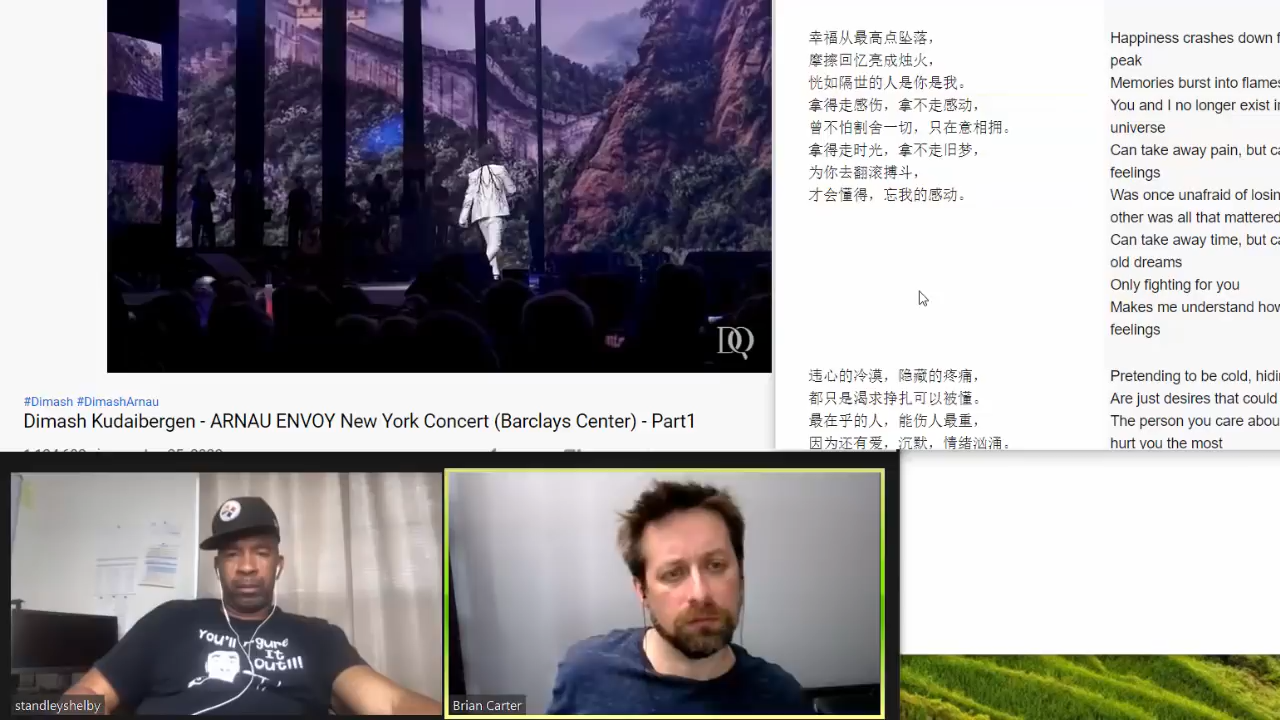 幸福从最高点坠落，
摩擦回忆亮成烛火，
恍如隔世的人是你是我。
拿得走感伤，拿不走感动，
曾不怕割舍一切，只在意相拥。
拿得走时光，拿不走旧梦，
为你去翻滚搏斗，
才会懂得，忘我的感动。
违心的冷漠，隐藏的疼痛，
都只是渴求挣扎可以被懂。
最在乎的人，能伤人最重，
因为还有爱，沉默，情绪汹涌。
Happiness crashes down f
peak
Memories burst into flames
You and I no longer exist i
universe
Can take away pain, but ca
feelings
Was once unafraid of losin
other was all that mattered
Can take away time, but ca
old dreams
Only fighting for you
Makes me understand how
feelings
Pretending to be cold, hidi
Are just desires that could
The person you care abou
hurt you the most
DQ
#Dimash #DimashArnau
Dimash Kudaibergen - ARNAU ENVOY New York Concert (Barclays Center) - Part1
You'll
gure
It
Out!!!
standleyshelby
Brian Carter